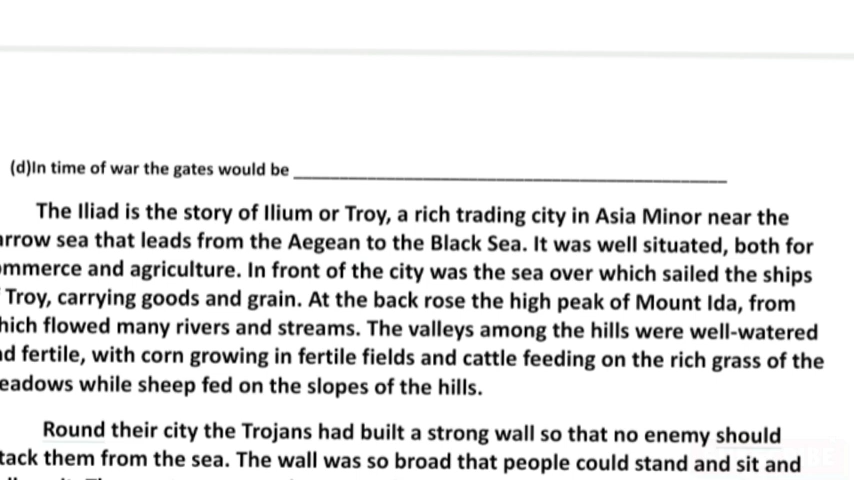 (d)In time of war the gates would be
The Iliad is the story of Ilium or Troy, a rich trading city in Asia Minor near the
sea that leads from the Aegean to the Black Sea. It was well situated, both for
and agriculture. In front of the city was the sea over which sailed the ships
Troy, carrying goods and grain. At the back rose the high peak of Mount Ida, from
flowed many rivers and streams. The valleys among the hills were well-watered
fertile, with corn growing in fertile fields and cattle feeding on the rich grass of the
while sheep fed on the slopes of the hills.
Round their city the Trojans had built a strong wall so that no enemy should
them from the sea. The wall was so broad that people could stand and sit and